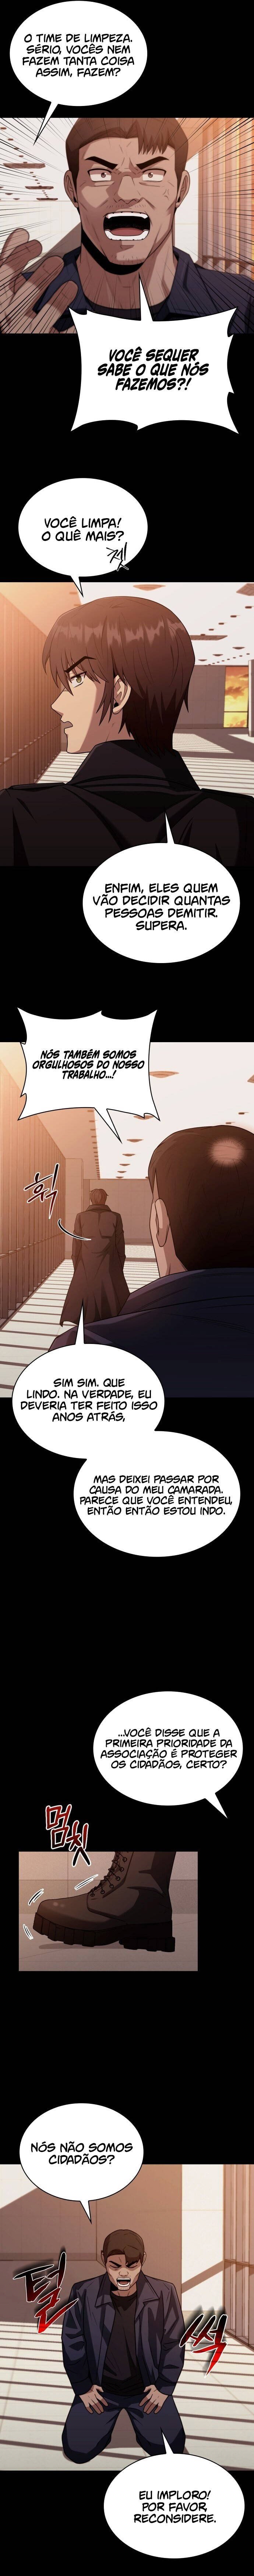 O TIME DE LIMPEZA.
SÉRIO, VOCÊS NEM
FAZEM TANTA COISA
ASSIM, FAZEM?
VOCÊ SEQUER
SABE O QUE NÓS
FAZEMOS?!
VOCÊ LIMPA!
O QUÊ MAIS?
ENFIM, ELES QUEM
VÃO DECIDIR QUANTAS
PESSOAS DEMITIR.
SUPERA.
NÓS TAMBÉM SOMOS
ORGULHOSOS DO NOSSO
TRABALHO...!
휙
SIM SIM. QUE
LINDO. NA VERDADE, EU
DEVERIA TER FEITO ISSO
ANOS ATRÁS,
MAS DEIXEI PASSAR POR
CAUSA DO MEU CAMARADA.
PARECE QUE VOCÊ ENTENDEU,
ENTÃO ENTÃO ESTOU INDO.
...VOCÊ DISSE QUE A
PRIMEIRA PRIORIDADE DA
ASSOCIAÇÃO É PROTEGER
OS CIDADÃOS, CERTO?
멈칫
NÓS NÃO SOMOS
CIDADÃOS?
털
썩
EU IMPLORO!
POR FAVOR,
RECONSIDERE.